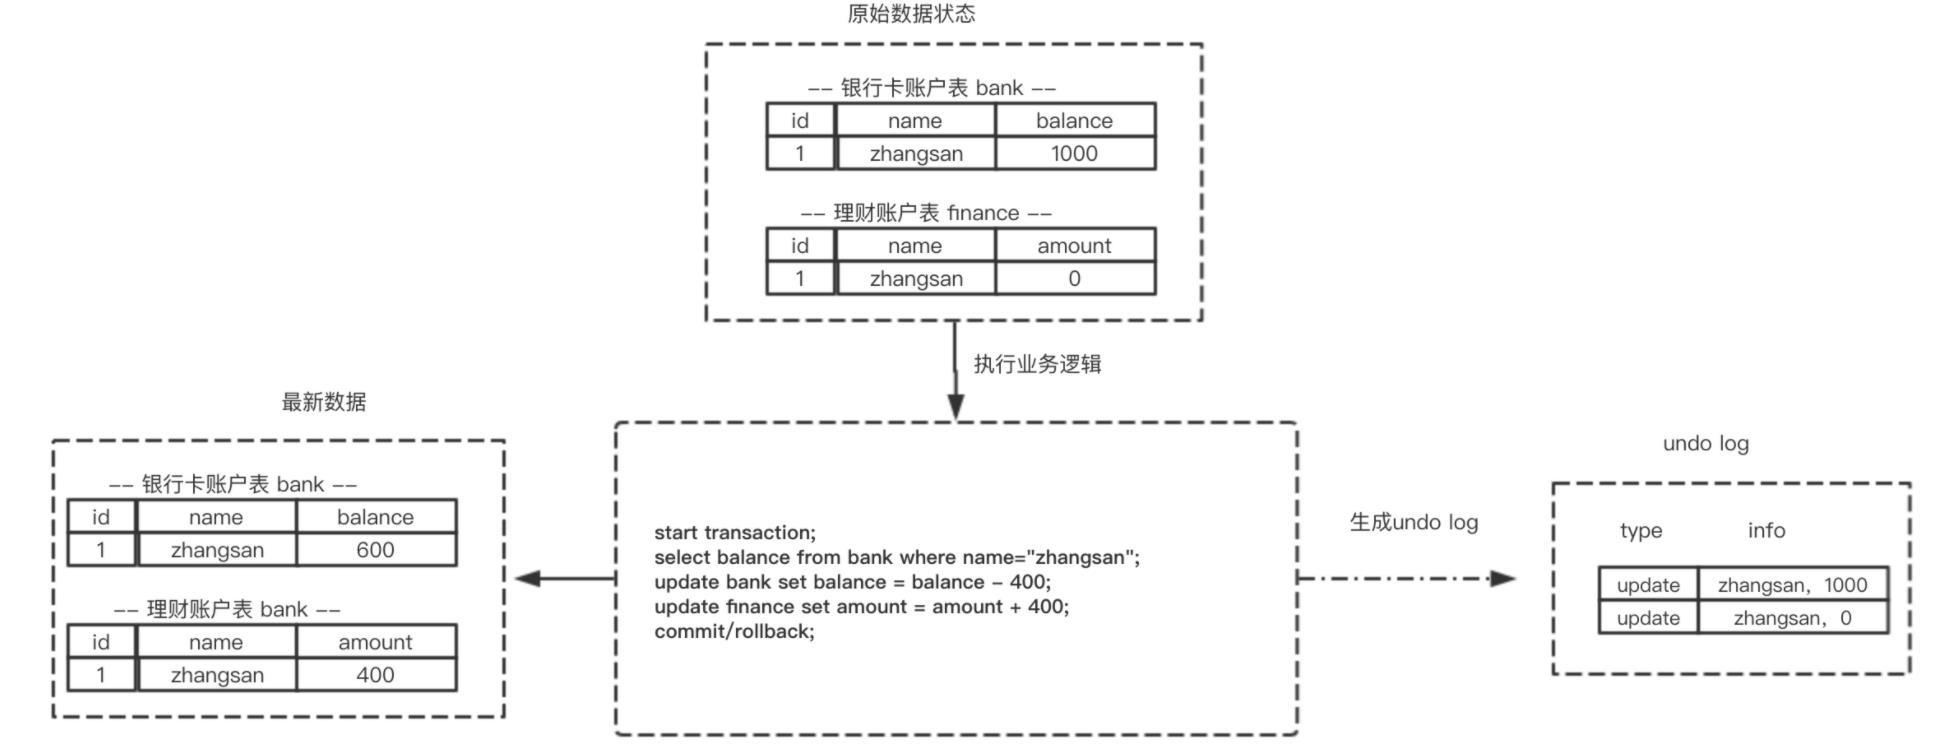 原始数据状态
-- 银行卡账户表 bank --
id name balance
1 zhangsan 1000
-- 理财账户表 finance --
id name amount
1 zhangsan 0
执行业务逻辑
最新数据
-- 银行卡账户表 bank --
id name balance
1 zhangsan 600
-- 理财账户表 bank --
id name amount
1 zhangsan 400
start transaction;
select balance from bank where name="zhangsan";
update bank set balance = balance - 400;
update finance set amount = amount + 400;
commit/rollback;
生成undo log
undo log
type info
update zhangsan，1000
update zhangsan，0